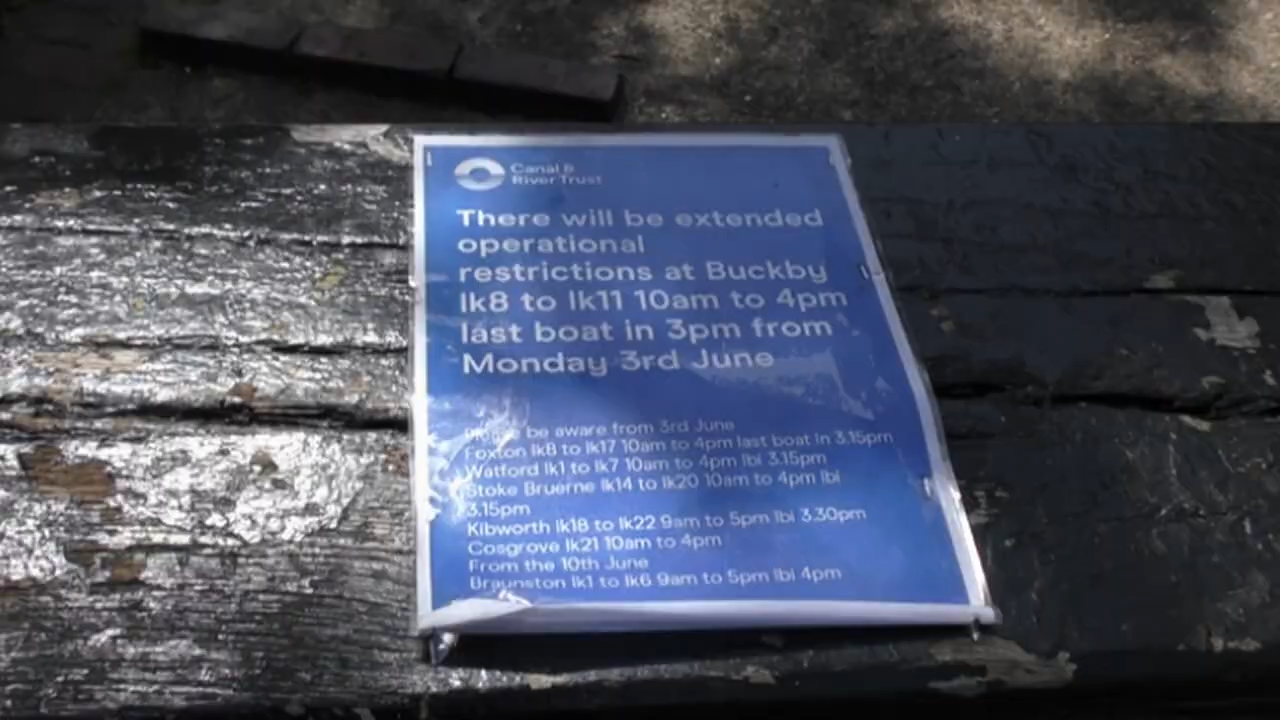 Canal &
River Trust
There will be extended
operational
restrictions at Buckby
lk8 to lk11 10am to 4pm
last boat in 3pm from
Monday 3rd June
Please be aware from 3rd June
Foxton lk8 to lk17 10am to 4pm last boat in 3.15pm
Watford lk1 to lk7 10am to 4pm lbi 3.15pm
Stoke Bruerne lk14 to lk20 10am to 4pm lbi
3.15pm
Kibworth lk18 to lk22 9am to 5pm lbi 3.30pm
Cosgrove lk21 10am to 4pm
From the 10th June
Braunston lk1 to lk6 9am to 5pm lbi 4pm